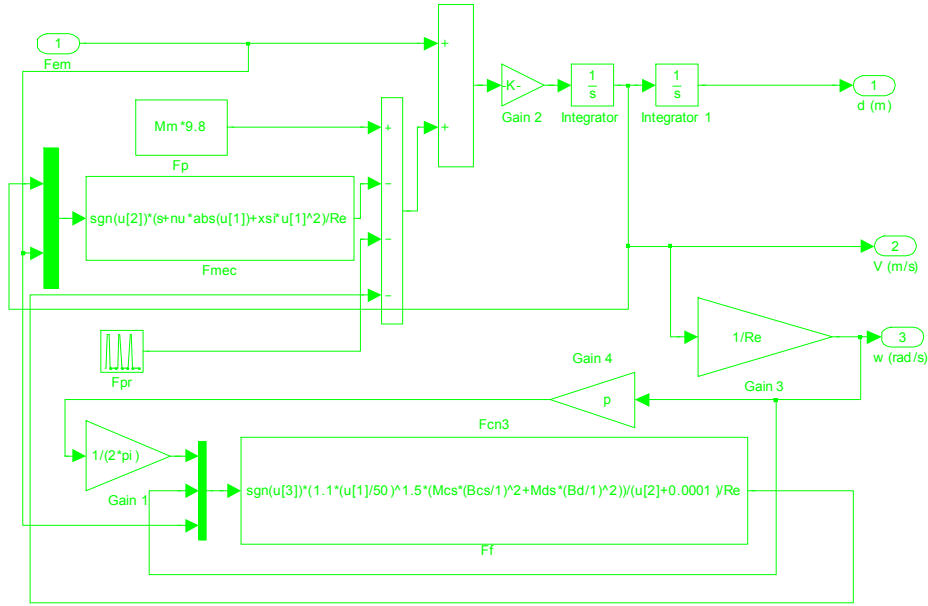 1
Fem
+
+
-K-
Gain 2
1
s
Integrator
1
s
Integrator 1
1
d (m)
Mm*9.8
Fp
+
−
−
−
sgn(u[2])*(s+nu*abs(u[1])+xsi*u[1]^2)/Re
Fmec
2
V (m/s)
Fpr
1/Re
Gain 3
3
w (rad/s)
Gain 4
p
Fcn3
1/(2*pi)
Gain 1
sgn(u[3])*(1.1*(u[1]/50)^1.5*(Mcs*(Bcs/1)^2+Mds*(Bd/1)^2))/(u[2]+0.0001)/Re
Ff